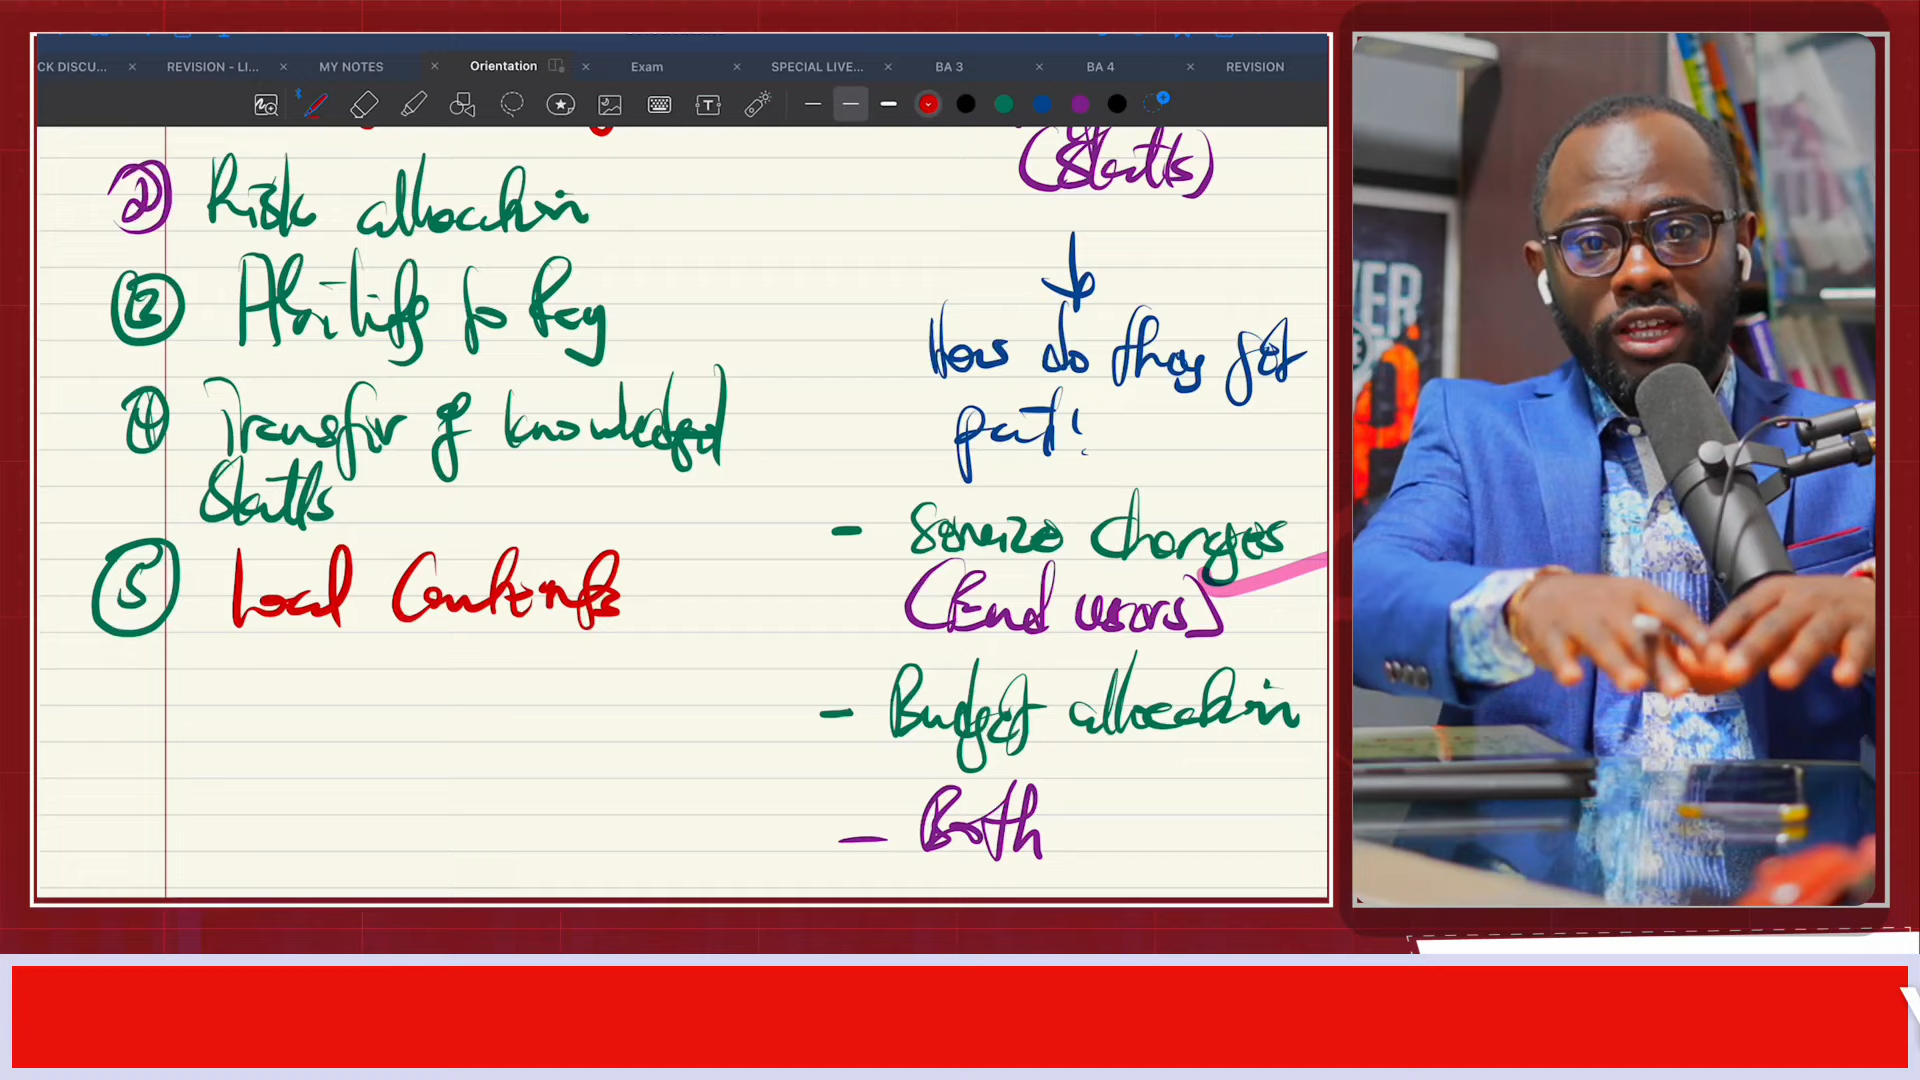 CK DISCU...
REVISION - LI...
MY NOTES
Orientation
Exam
SPECIAL LIVE...
BA 3
BA 4
REVISION
② Risk allocation
③ Ability to Pay
④ Transfer of knowledge
Skills
⑤ Local Contents
(Skills)
How do they get
paid?
- Service charges
(End users)
- Budget allocation
- Both